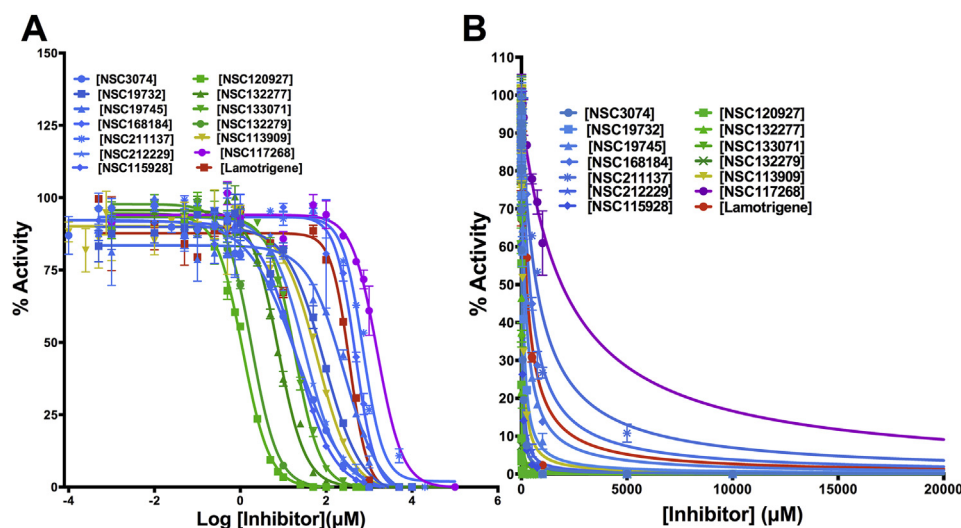 A
150
125
100
75
50
25
0
% Activity
-4
-2
0
2
4
6
Log [Inhibitor](µM)
[NSC3074]
[NSC19732]
[NSC19745]
[NSC168184]
[NSC211137]
[NSC212229]
[NSC115928]
[NSC120927]
[NSC132277]
[NSC133071]
[NSC132279]
[NSC113909]
[NSC117268]
[Lamotrigene]
B
110
100
90
80
70
60
50
40
30
20
10
0
% Activity
0
5000
10000
15000
20000
[Inhibitor] (µM)
[NSC3074]
[NSC19732]
[NSC19745]
[NSC168184]
[NSC211137]
[NSC212229]
[NSC115928]
[NSC120927]
[NSC132277]
[NSC133071]
[NSC132279]
[NSC113909]
[NSC117268]
[Lamotrigene]